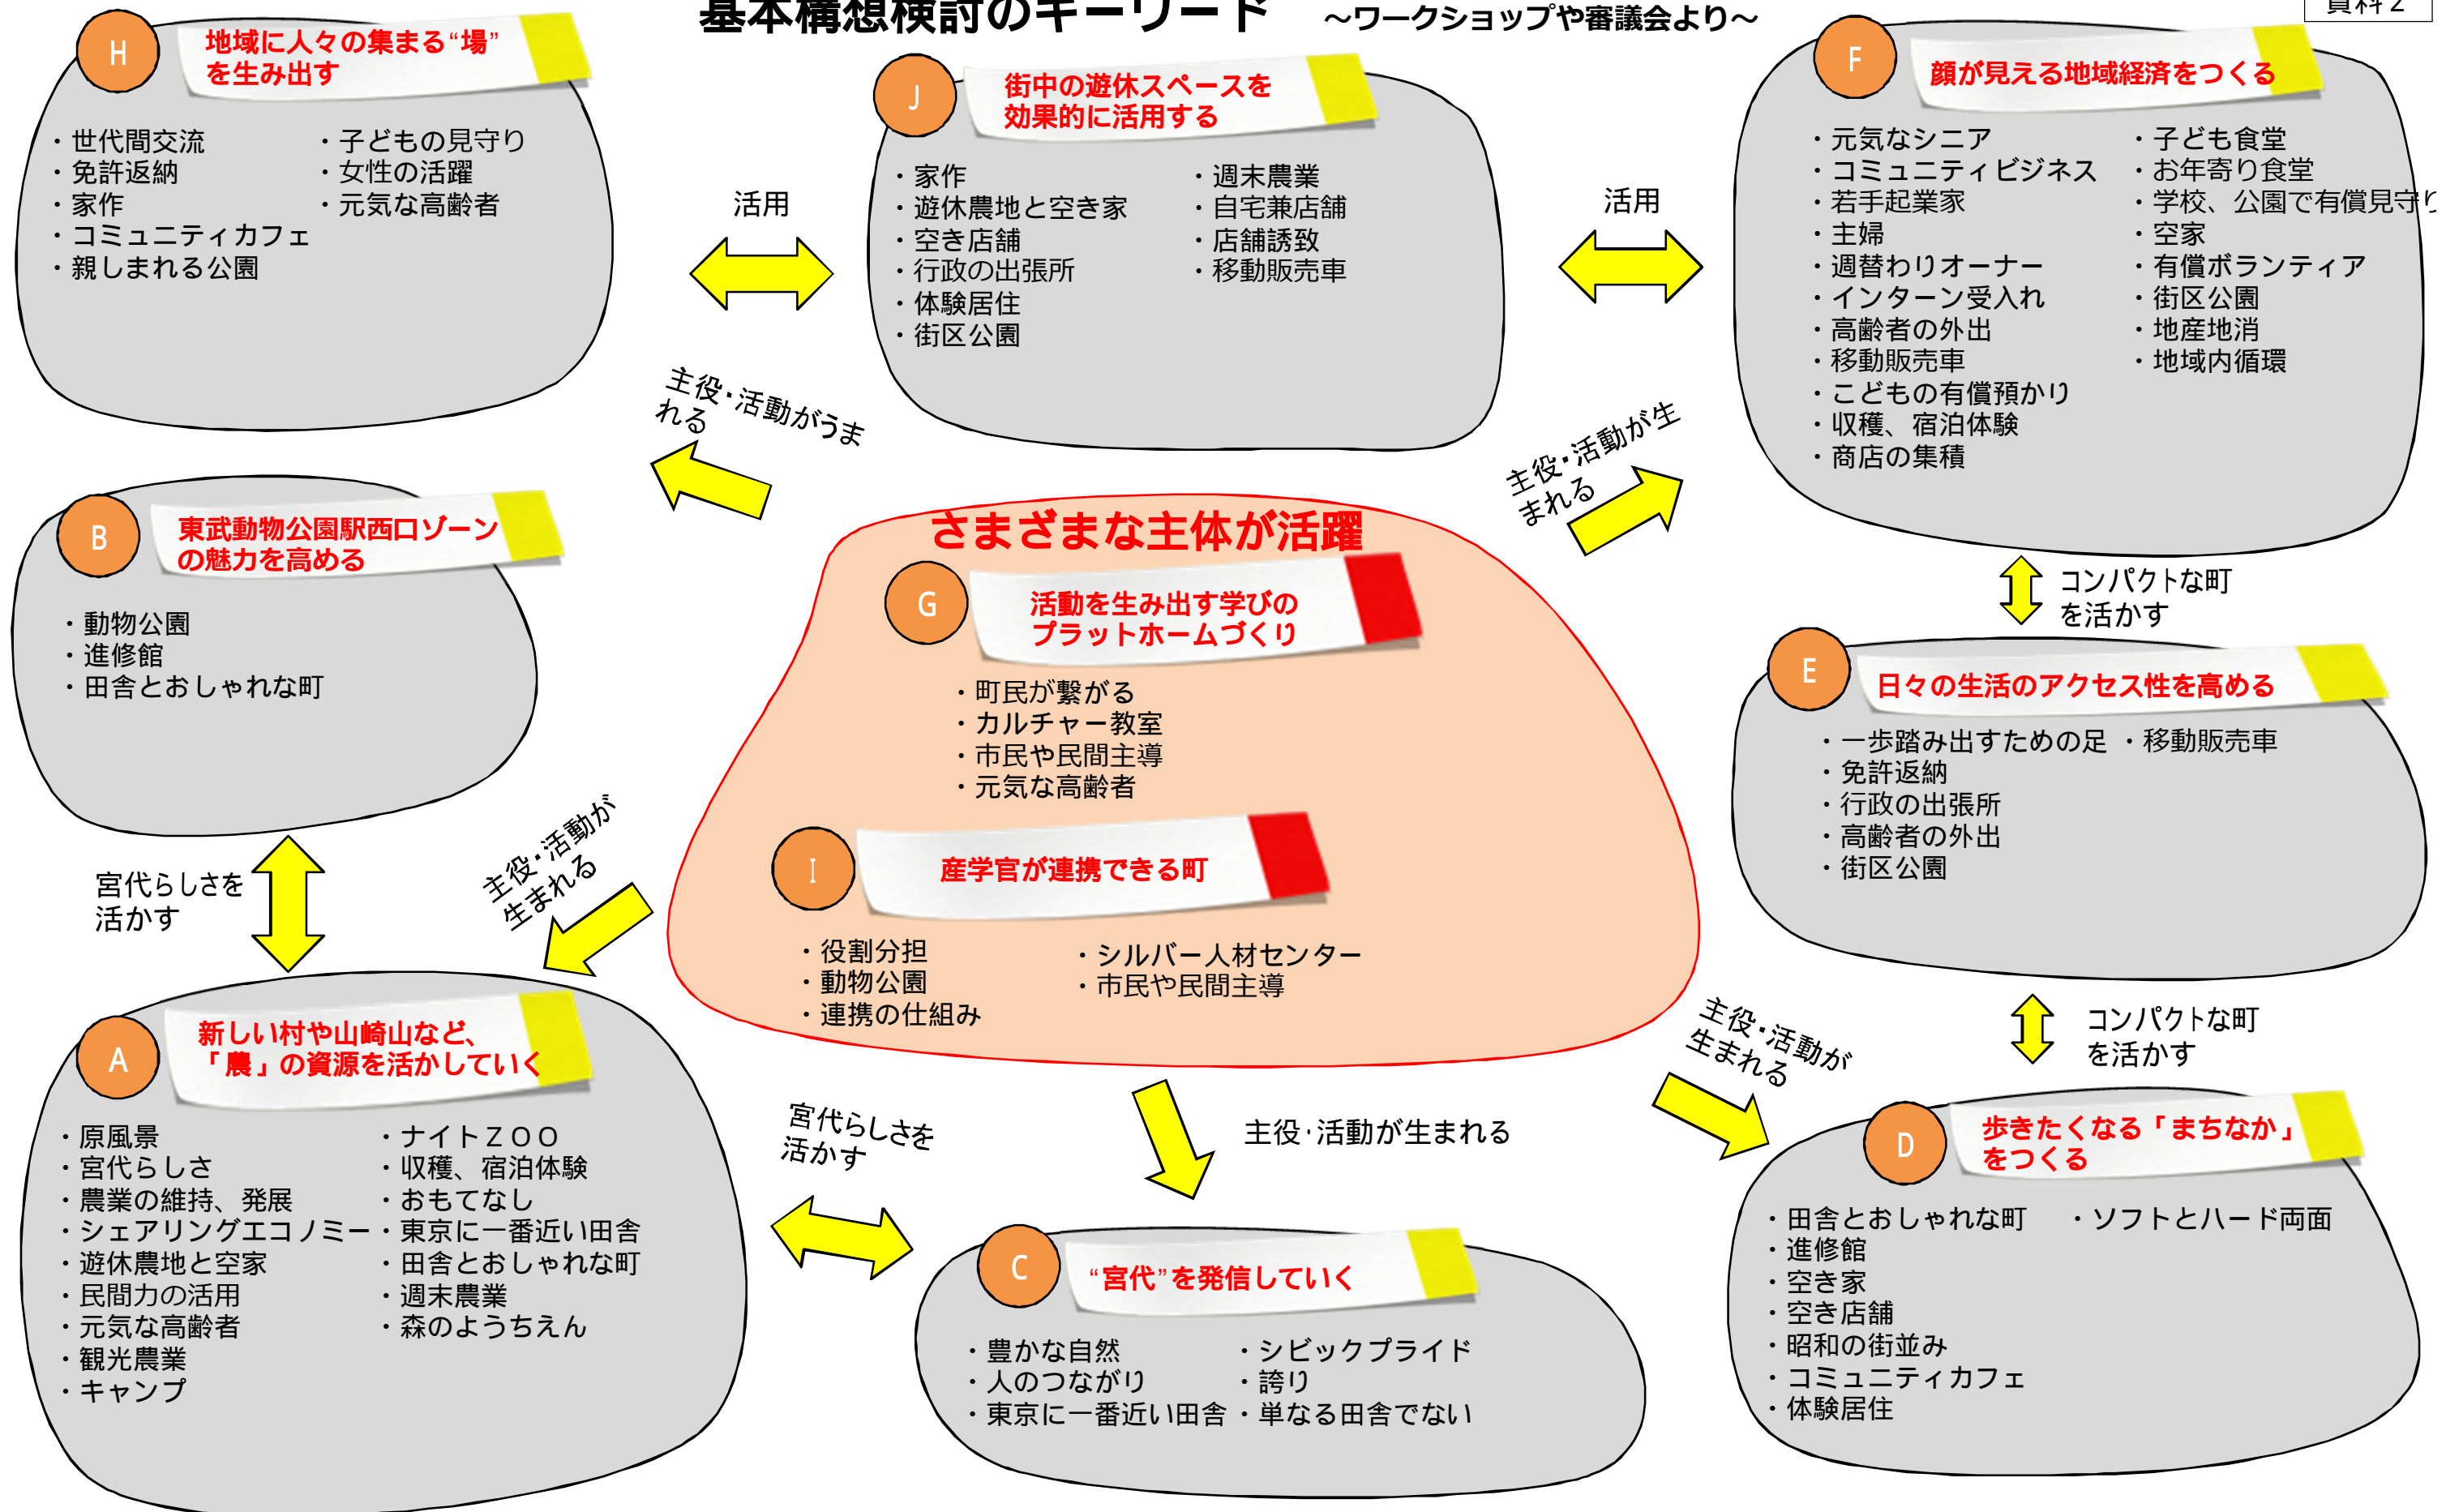 基本構想検討のキーワード ～ワークショップや審議会より～
資料2
H
地域に人々の集まる“場”
を生み出す
・世代間交流
・免許返納
・家作
・コミュニティカフェ
・親しまれる公園
・子どもの見守り
・女性の活躍
・元気な高齢者
活用
J
街中の遊休スペースを
効果的に活用する
・家作
・遊休農地と空き家
・空き店舗
・行政の出張所
・体験居住
・街区公園
・週末農業
・自宅兼店舗
・店舗誘致
・移動販売車
活用
F
顔が見える地域経済をつくる
・元気なシニア
・コミュニティビジネス
・若手起業家
・主婦
・週替わりオーナー
・インターン受入れ
・高齢者の外出
・移動販売車
・こどもの有償預かり
・収穫、宿泊体験
・商店の集積
・子ども食堂
・お年寄り食堂
・学校、公園で有償見守り
・空家
・有償ボランティア
・街区公園
・地産地消
・地域内循環
主役・活動がうま
れる
主役・活動が生
まれる
B
東武動物公園駅西口ゾーン
の魅力を高める
・動物公園
・進修館
・田舎とおしゃれな町
さまざまな主体が活躍
G
活動を生み出す学びの
プラットホームづくり
・町民が繋がる
・カルチャー教室
・市民や民間主導
・元気な高齢者
I
産学官が連携できる町
・役割分担
・動物公園
・連携の仕組み
・シルバー人材センター
・市民や民間主導
コンパクトな町
を活かす
E
日々の生活のアクセス性を高める
・一歩踏み出すための足
・免許返納
・行政の出張所
・高齢者の外出
・街区公園
・移動販売車
宮代らしさを
活かす
主役・活動が
生まれる
主役・活動が
生まれる
コンパクトな町
を活かす
A
新しい村や山崎山など、
「農」の資源を活かしていく
・原風景
・宮代らしさ
・農業の維持、発展
・シェアリングエコノミー
・遊休農地と空家
・民間力の活用
・元気な高齢者
・観光農業
・キャンプ
・ナイトＺＯＯ
・収穫、宿泊体験
・おもてなし
・東京に一番近い田舎
・田舎とおしゃれな町
・週末農業
・森のようちえん
宮代らしさを
活かす
主役・活動が生まれる
C
“宮代”を発信していく
・豊かな自然
・人のつながり
・東京に一番近い田舎
・シビックプライド
・誇り
・単なる田舎でない
D
歩きたくなる「まちなか」
をつくる
・田舎とおしゃれな町
・進修館
・空き家
・空き店舗
・昭和の街並み
・コミュニティカフェ
・体験居住
・ソフトとハード両面